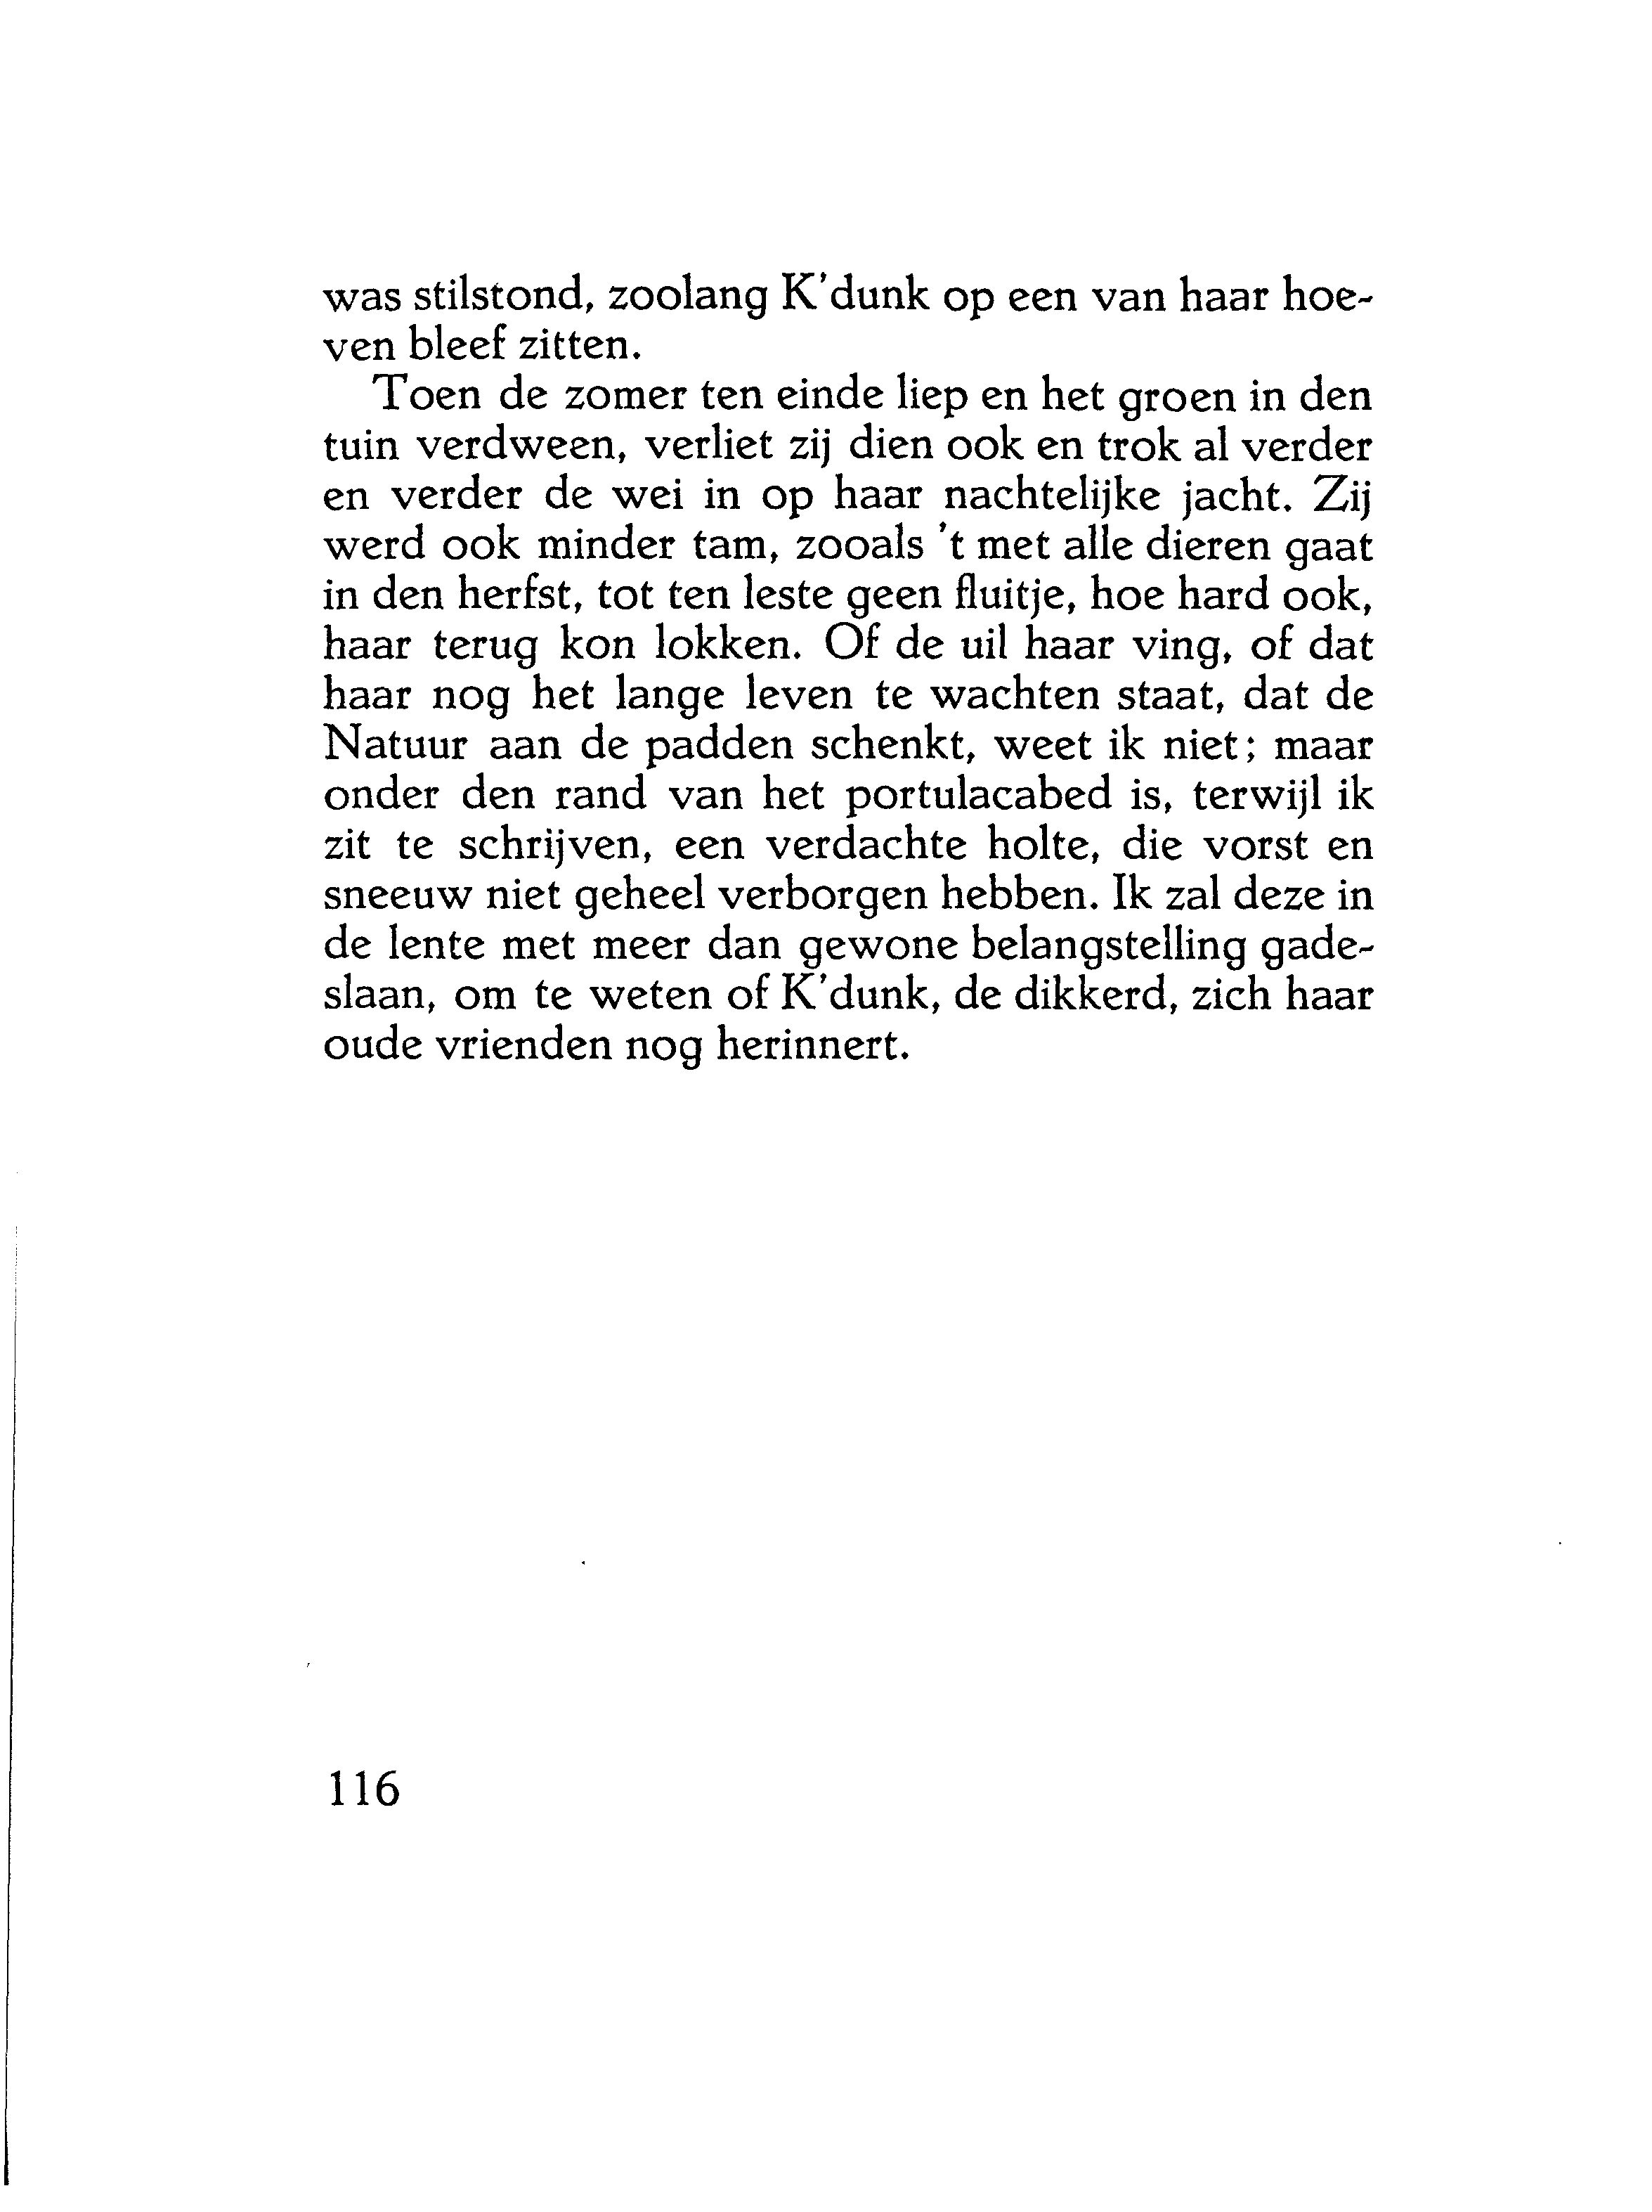 was stilstond, zoolang K'dunk op een van haar hoe-
ven bleef zitten.
Toen de zomer ten einde liep en het groen in den
tuin verdween, verliet zij dien ook en trok al verder
en verder de wei in op haar nachtelijke jacht. Zij
werd ook minder tam, zooals 't met alle dieren gaat
in den herfst, tot ten leste geen fluitje, hoe hard ook,
haar terug kon lokken. Of de uil haar ving, of dat
haar nog het lange leven te wachten staat, dat de
Natuur aan de padden schenkt, weet ik niet; maar
onder den rand van het portulacabed is, terwijl ik
zit te schrijven, een verdachte holte, die vorst en
sneeuw niet geheel verborgen hebben. Ik zal deze in
de lente met meer dan gewone belangstelling gade-
slaan, om te weten of K'dunk, de dikkerd, zich haar
oude vrienden nog herinnert.
116